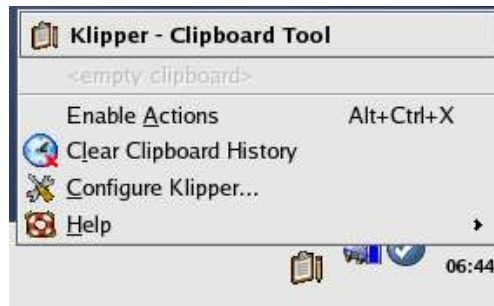 Klipper - Clipboard Tool
<empty clipboard>
Enable Actions Alt+Ctrl+X
Clear Clipboard History
Configure Klipper...
Help
06:44